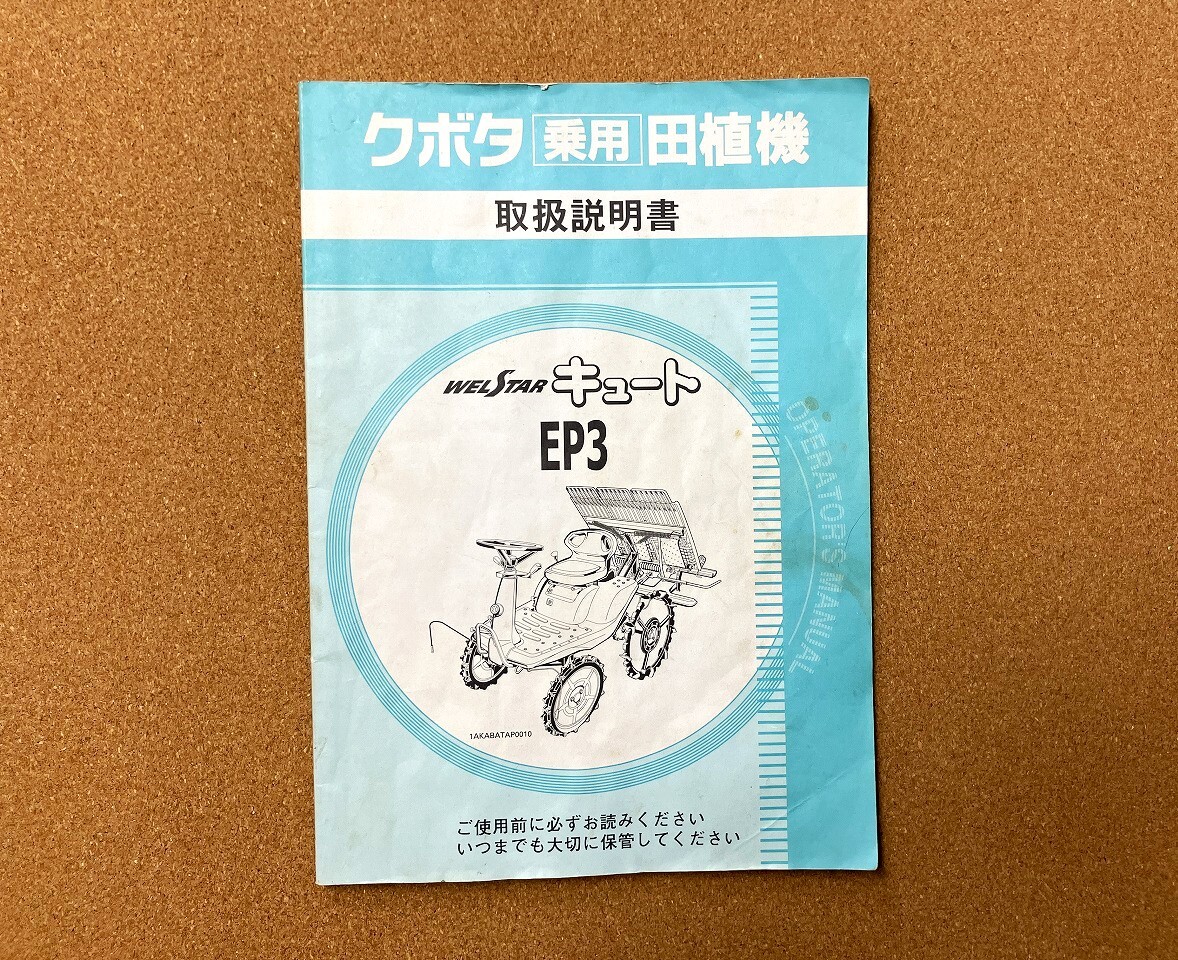 クボタ 乗用 田植機
取扱説明書
WELSTAR キュート
EP3
OPERATOR'S MANUAL
1AKABATAP0010
ご使用前に必ずお読みください
いつまでも大切に保管してください